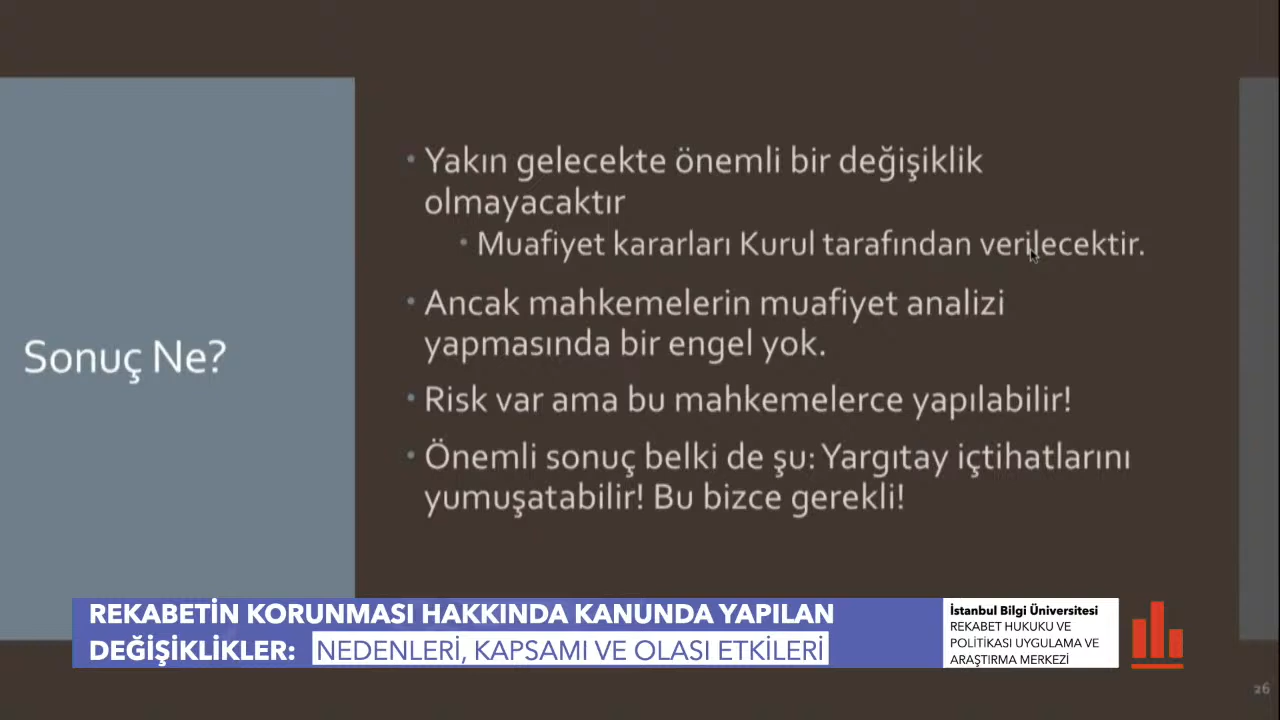 Sonuç Ne?
• Yakın gelecekte önemli bir değişiklik
olmayacaktır
• Muafiyet kararları Kurul tarafından verilecektir.
• Ancak mahkemelerin muafiyet analizi
yapmasında bir engel yok.
• Risk var ama bu mahkemelerce yapılabilir!
• Önemli sonuç belki de şu: Yargıtay içtihatlarını
yumuşatabilir! Bu bizce gerekli!
REKABETİN KORUNMASI HAKKINDA KANUNDA YAPILAN
DEĞİŞİKLİKLER: NEDENLERİ, KAPSAMI VE OLASI ETKİLERİ
İstanbul Bilgi Üniversitesi
REKABET HUKUKU VE
POLİTİKASI UYGULAMA VE
ARAŞTIRMA MERKEZİ
26